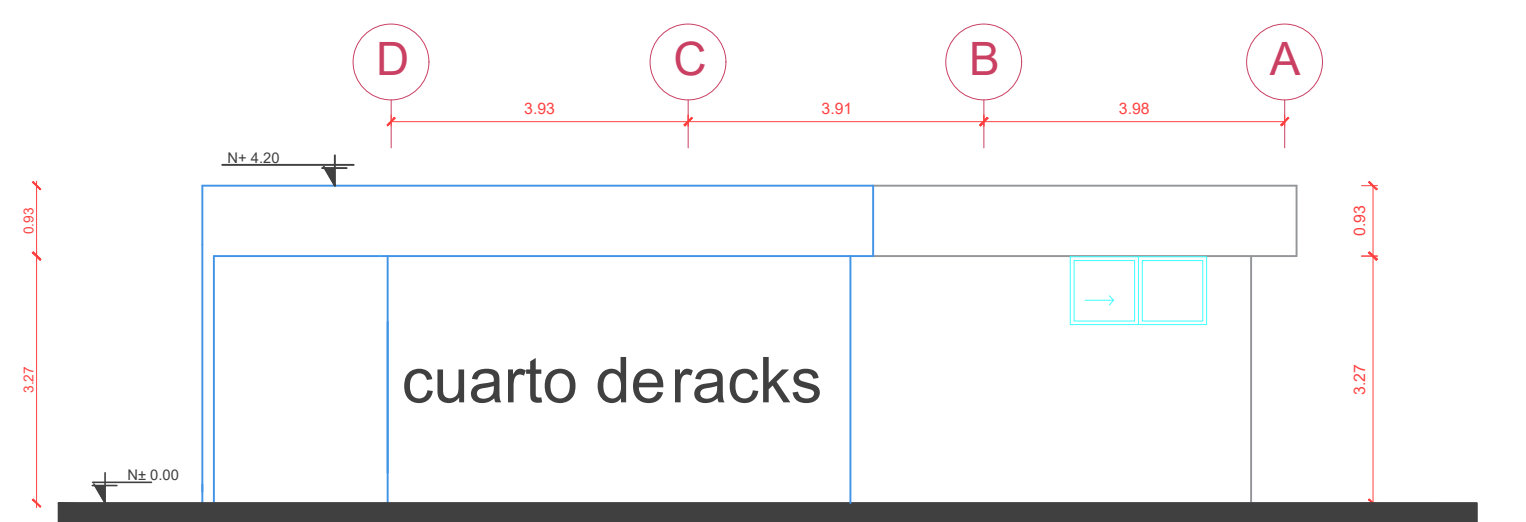 D C B A
3.93 3.91 3.98
N+ 4.20
0.93 0.93
3.27 3.27
cuarto deracks
N± 0.00